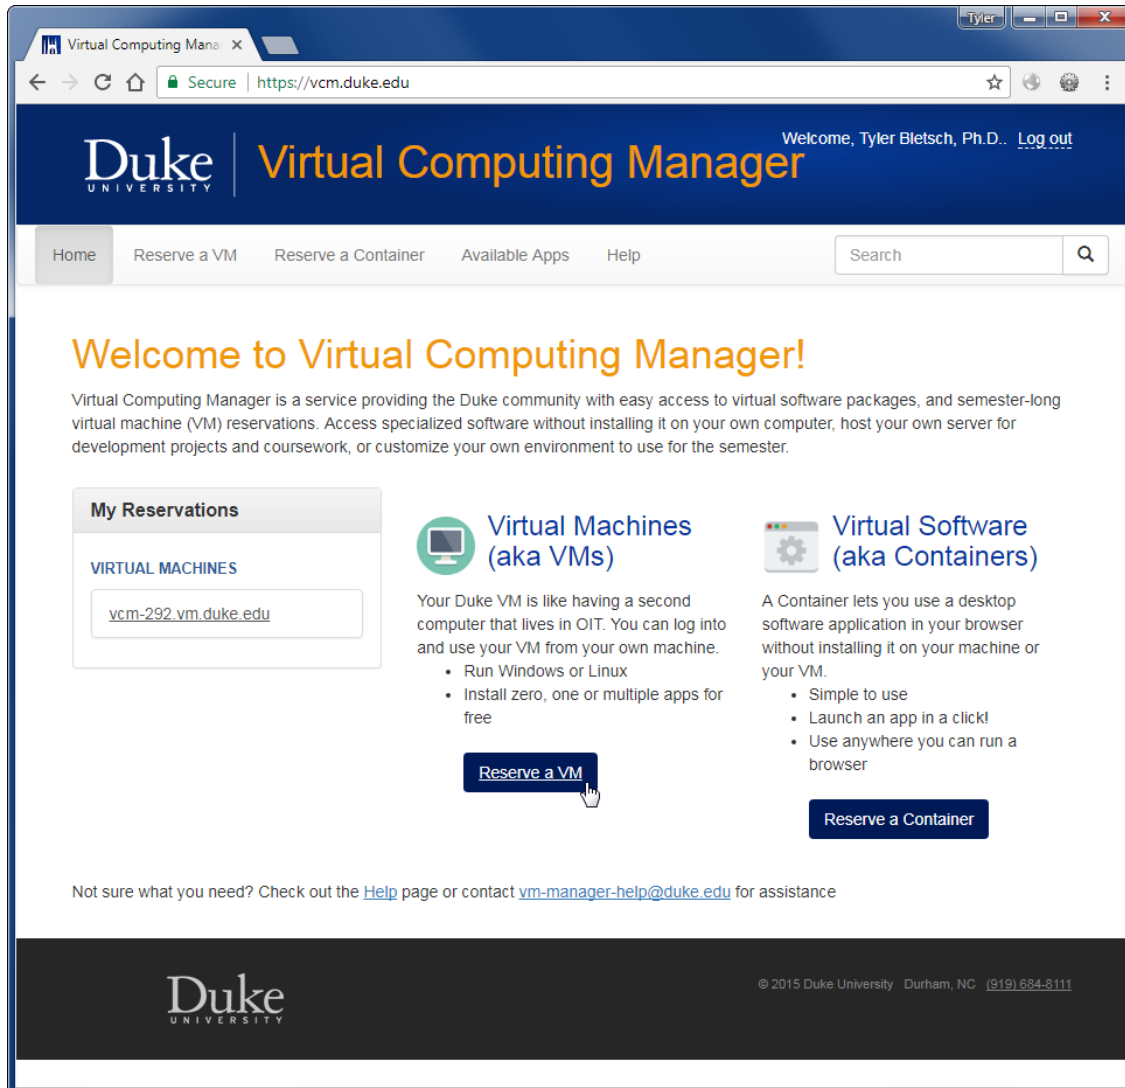 Tyler
Virtual Computing Mana
Secure | https://vcm.duke.edu
Duke
UNIVERSITY
Virtual Computing Manager
Welcome, Tyler Bletsch, Ph.D.. Log out
Home Reserve a VM Reserve a Container Available Apps Help Search
Welcome to Virtual Computing Manager!
Virtual Computing Manager is a service providing the Duke community with easy access to virtual software packages, and semester-long
virtual machine (VM) reservations. Access specialized software without installing it on your own computer, host your own server for
development projects and coursework, or customize your own environment to use for the semester.
My Reservations
VIRTUAL MACHINES
vcm-292.vm.duke.edu
Virtual Machines
(aka VMs)
Your Duke VM is like having a second
computer that lives in OIT. You can log into
and use your VM from your own machine.
• Run Windows or Linux
• Install zero, one or multiple apps for
free
Reserve a VM
Virtual Software
(aka Containers)
A Container lets you use a desktop
software application in your browser
without installing it on your machine or
your VM.
• Simple to use
• Launch an app in a click!
• Use anywhere you can run a
browser
Reserve a Container
Not sure what you need? Check out the Help page or contact vm-manager-help@duke.edu for assistance
Duke
UNIVERSITY
© 2015 Duke University Durham, NC (919) 684-8111